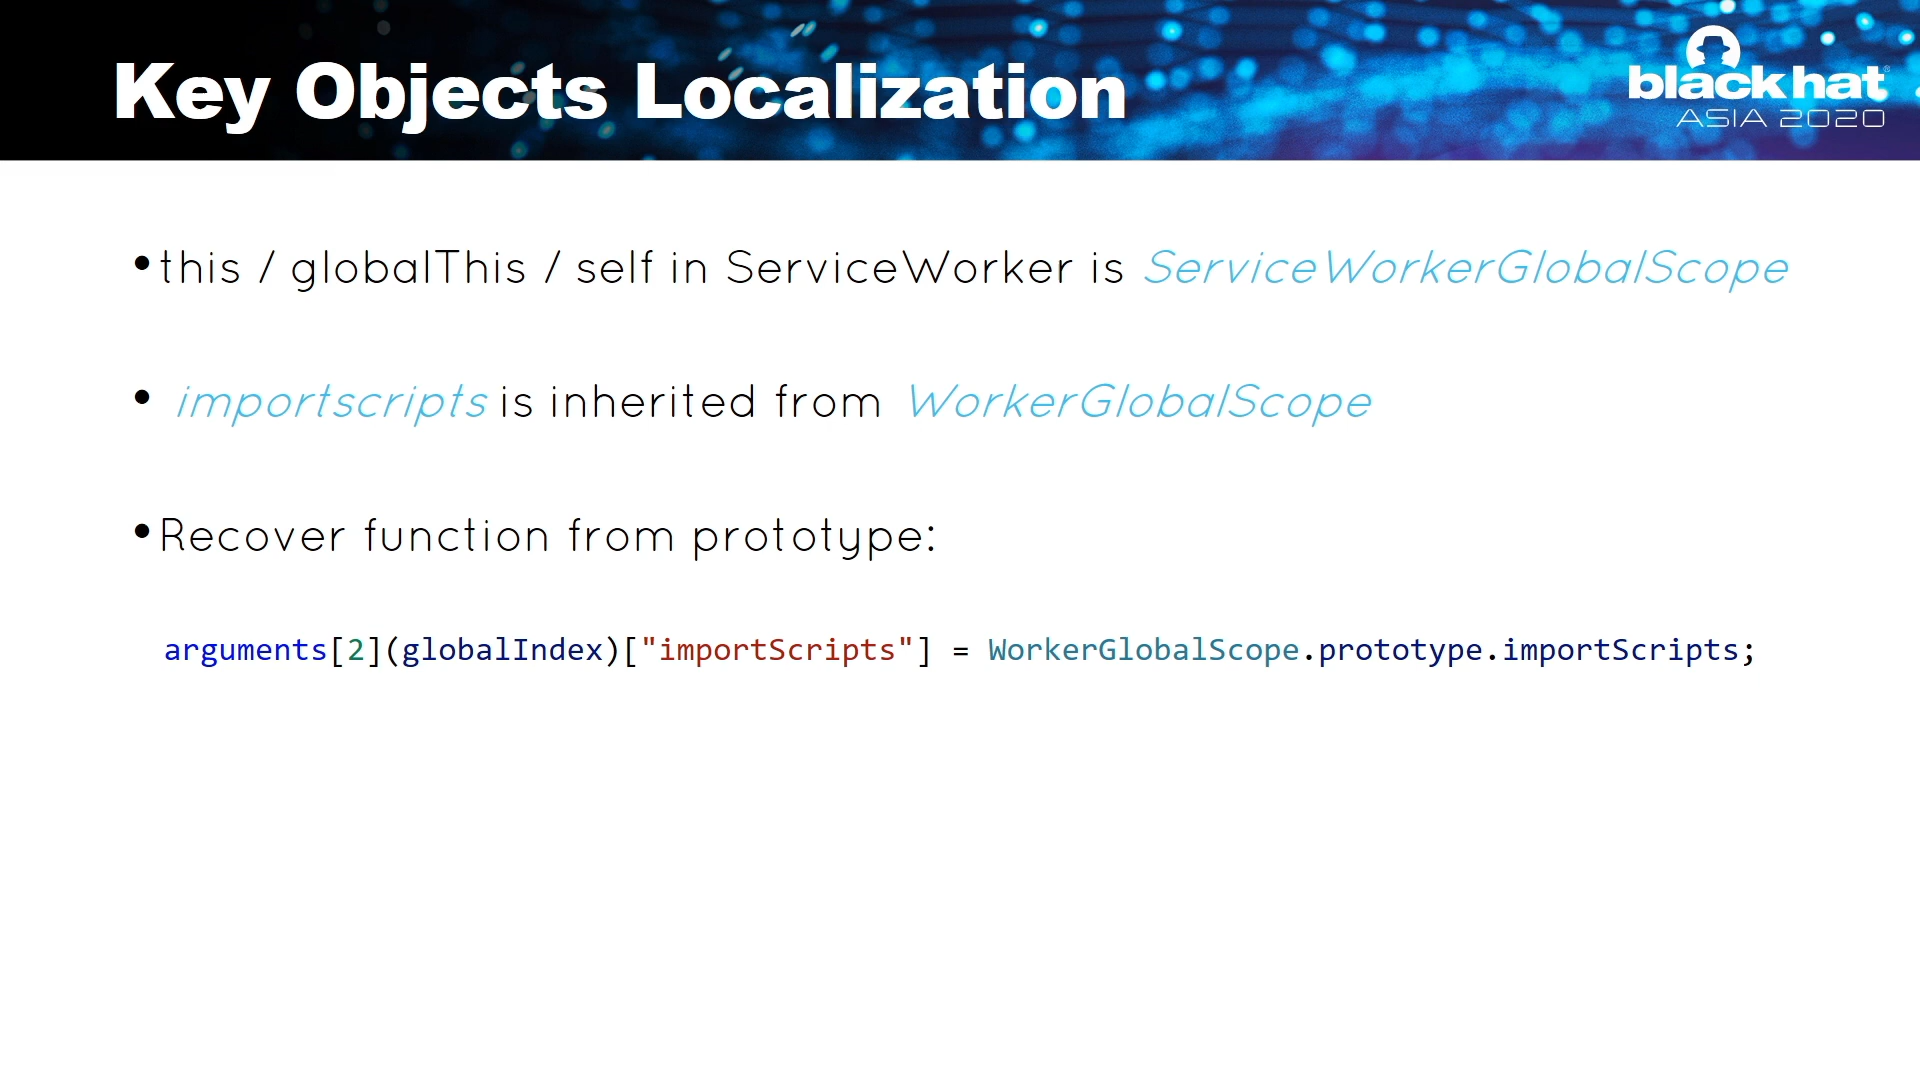 Key Objects Localization
black hat®
ASIA 2020
•this / globalThis / self in ServiceWorker is ServiceWorkerGlobalScope
• importscripts is inherited from WorkerGlobalScope
•Recover function from prototype:
arguments[2](globalIndex)["importScripts"] = WorkerGlobalScope.prototype.importScripts;